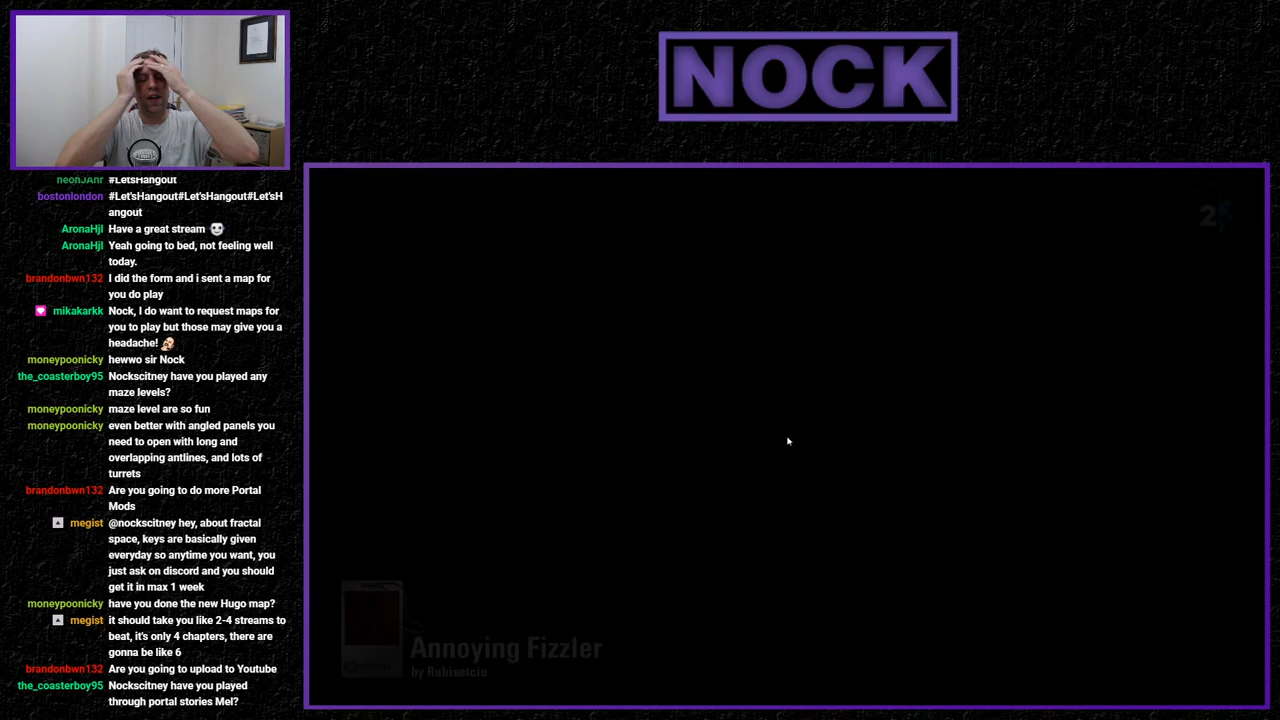 NOCK
neonJAnr #LetsHangout
bostonlondon #Let'sHangout#Let'sHangout#Let'sH
angout
AronaHjl Have a great stream
AronaHjl Yeah going to bed, not feeling well
today.
brandonbwn132 I did the form and i sent a map for
you do play
mikakarkk Nock, I do want to request maps for
you to play but those may give you a
headache!
moneypoonicky hewwo sir Nock
the_coasterboy95 Nockscitney have you played any
maze levels?
moneypoonicky maze level are so fun
moneypoonicky even better with angled panels you
need to open with long and
overlapping antlines, and lots of
turrets
brandonbwn132 Are you going to do more Portal
Mods
megist @nockscitney hey, about fractal
space, keys are basically given
everyday so anytime you want, you
just ask on discord and you should
get it in max 1 week
moneypoonicky have you done the new Hugo map?
megist it should take you like 2-4 streams to
beat, it's only 4 chapters, there are
gonna be like 6
brandonbwn132 Are you going to upload to Youtube
the_coasterboy95 Nockscitney have you played
through portal stories Mel?
2
Annoying Fizzler
by Rubisetcie